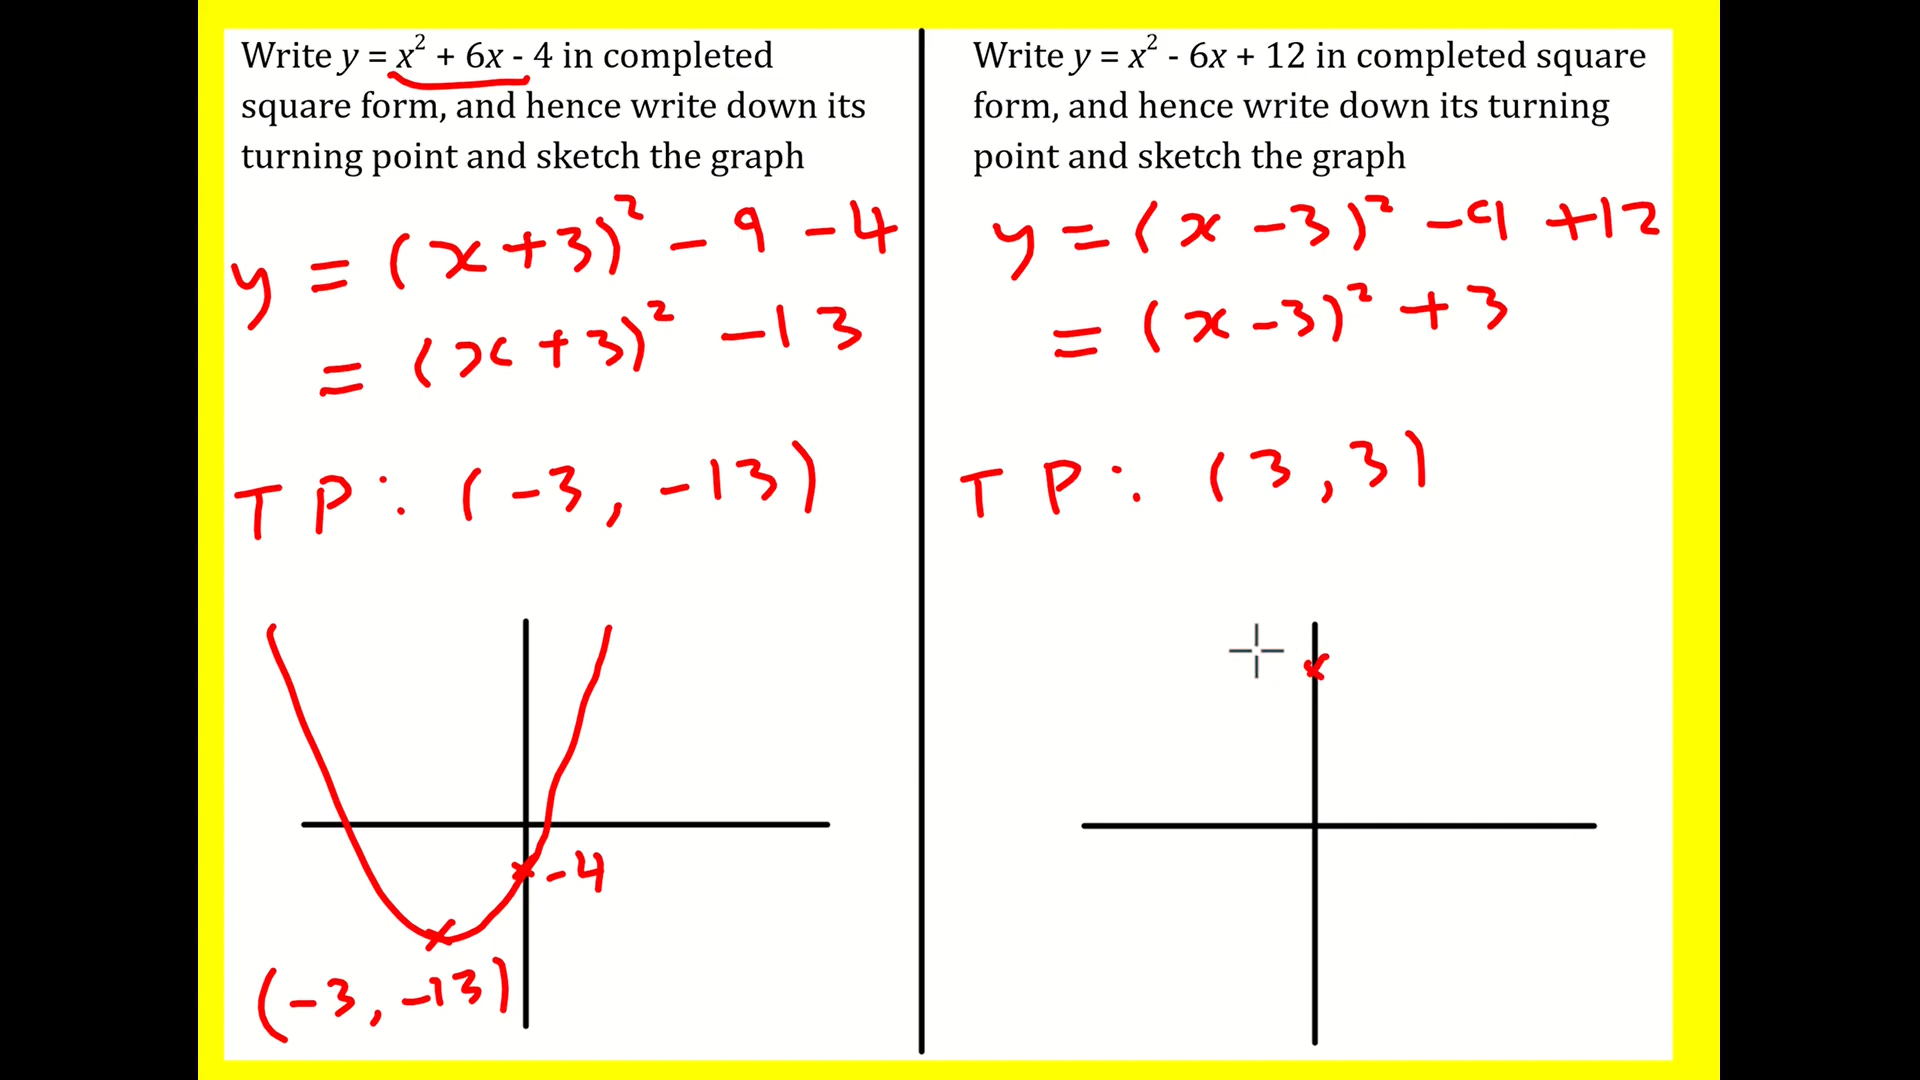 Write y = x² + 6x - 4 in completed
square form, and hence write down its
turning point and sketch the graph
y = (x+3)² - 9 - 4
= (x+3)² - 13
TP: (-3, -13)
-4
(-3, -13)
Write y = x² - 6x + 12 in completed square
form, and hence write down its turning
point and sketch the graph
y = (x-3)² - 9 + 12
= (x-3)² + 3
TP: (3, 3)